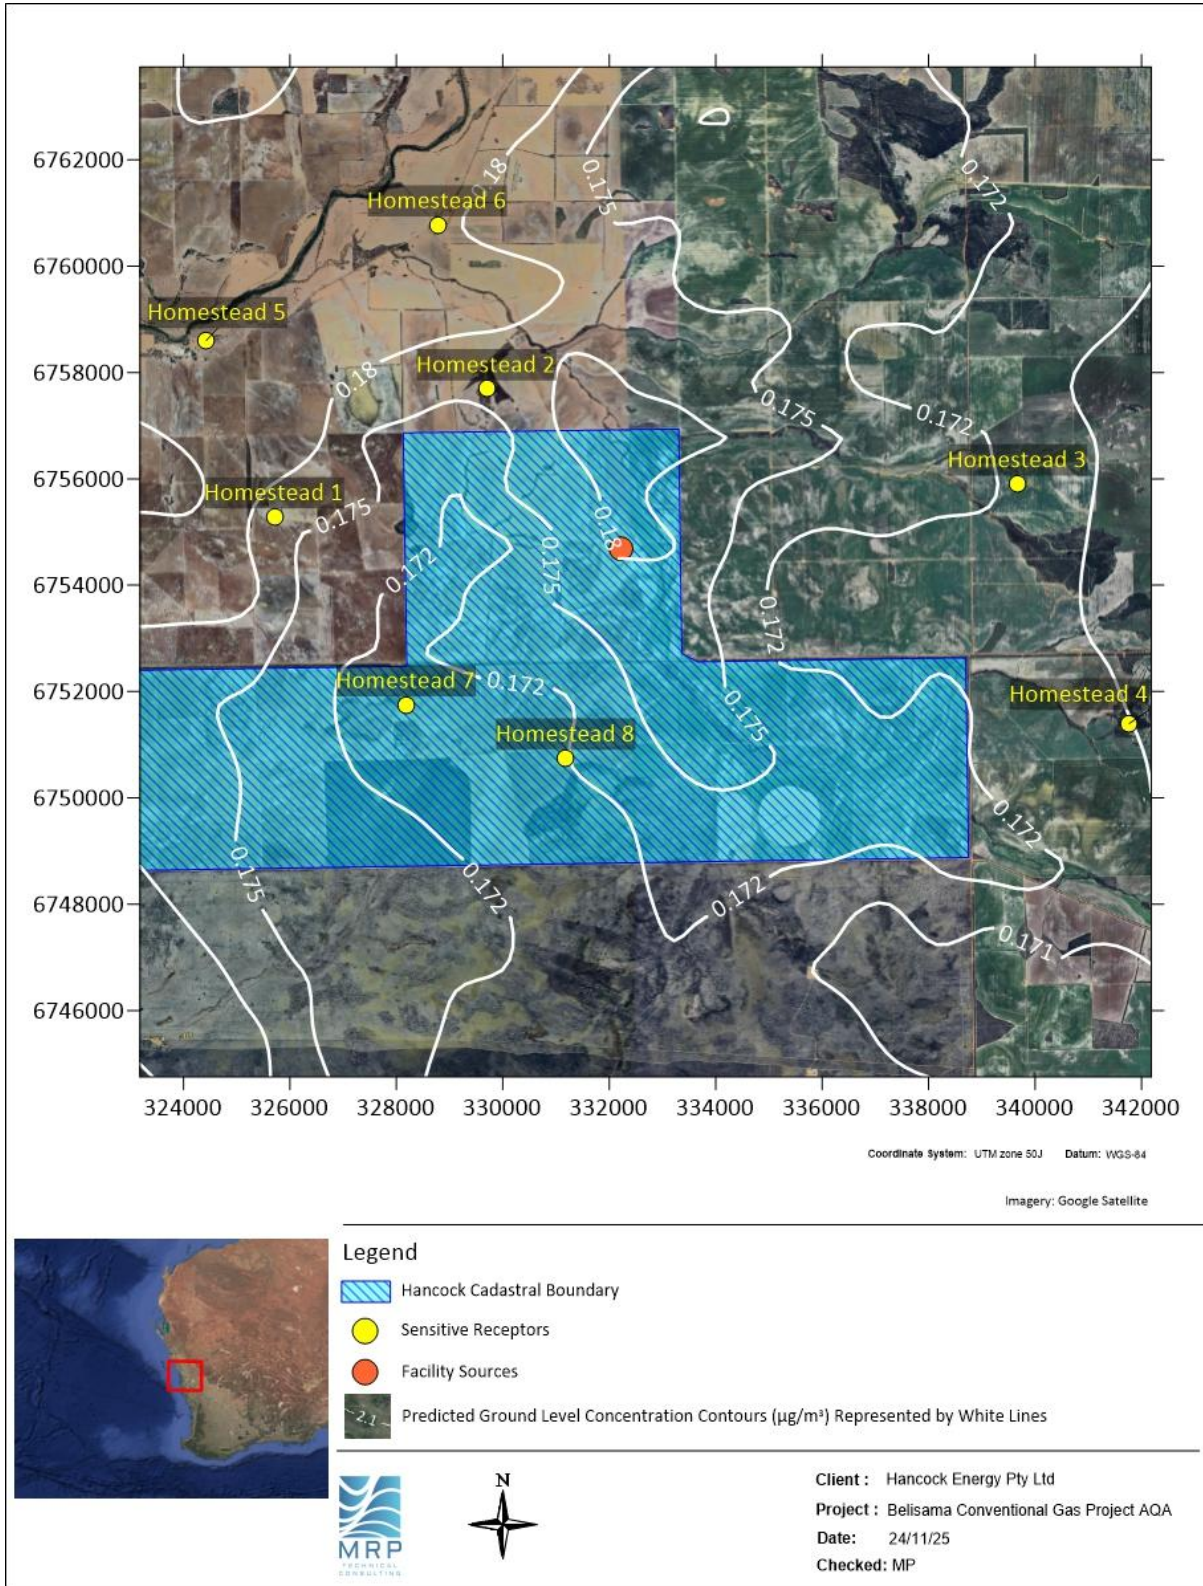 6762000
6760000
6758000
6756000
6754000
6752000
6750000
6748000
6746000
0.18
0.175
0.172
Homestead 6
Homestead 5
0.18
Homestead 2
0.175
0.172
Homestead 3
Homestead 1
0.175
0.18
0.172
0.175
0.172
Homestead 7
0.172
Homestead 4
0.175
Homestead 8
0.172
0.175
0.172
0.172
0.171
324000 326000 328000 330000 332000 334000 336000 338000 340000 342000
Coordinate System: UTM zone 50J Datum: WGS-84
Imagery: Google Satellite
Legend
Hancock Cadastral Boundary
Sensitive Receptors
Facility Sources
2.1
Predicted Ground Level Concentration Contours (µg/m³) Represented by White Lines
MRP
TECHNICAL
CONSULTING
N
Client : Hancock Energy Pty Ltd
Project : Belisama Conventional Gas Project AQA
Date: 24/11/25
Checked: MP